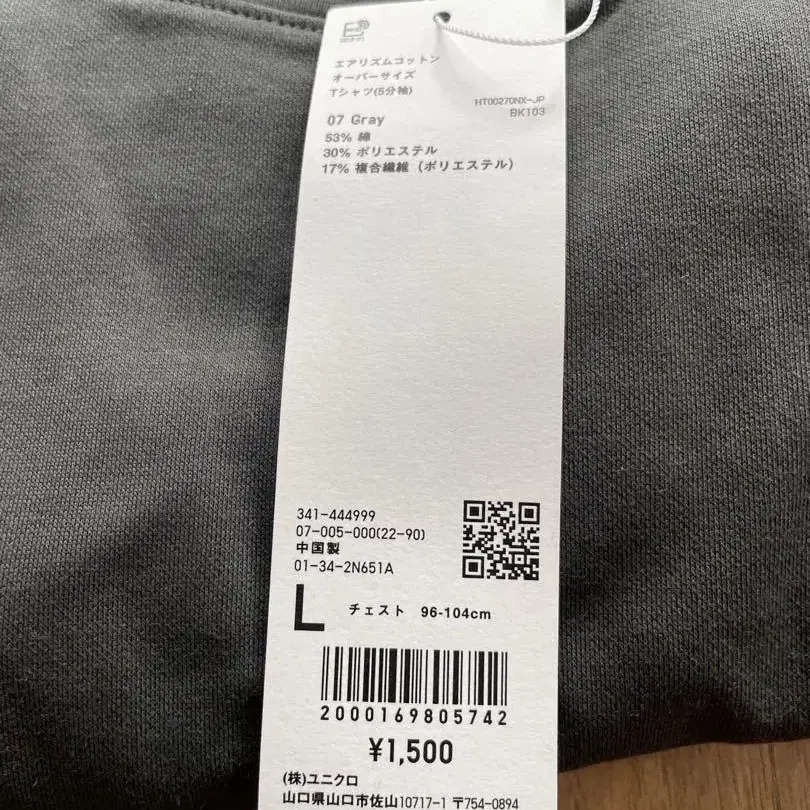 エアリズムコットン
オーバーサイズ
Tシャツ(5分袖)
HT00270NX-JP
BK103
07 Gray
53% 綿
30% ポリエステル
17% 複合繊維 (ポリエステル)
341-444999
07-005-000(22-90)
中国製
01-34-2N651A
L チェスト 96-104cm
2000169805742
¥1,500
(株)ユニクロ
山口県山口市佐山10717-1 〒754-0894